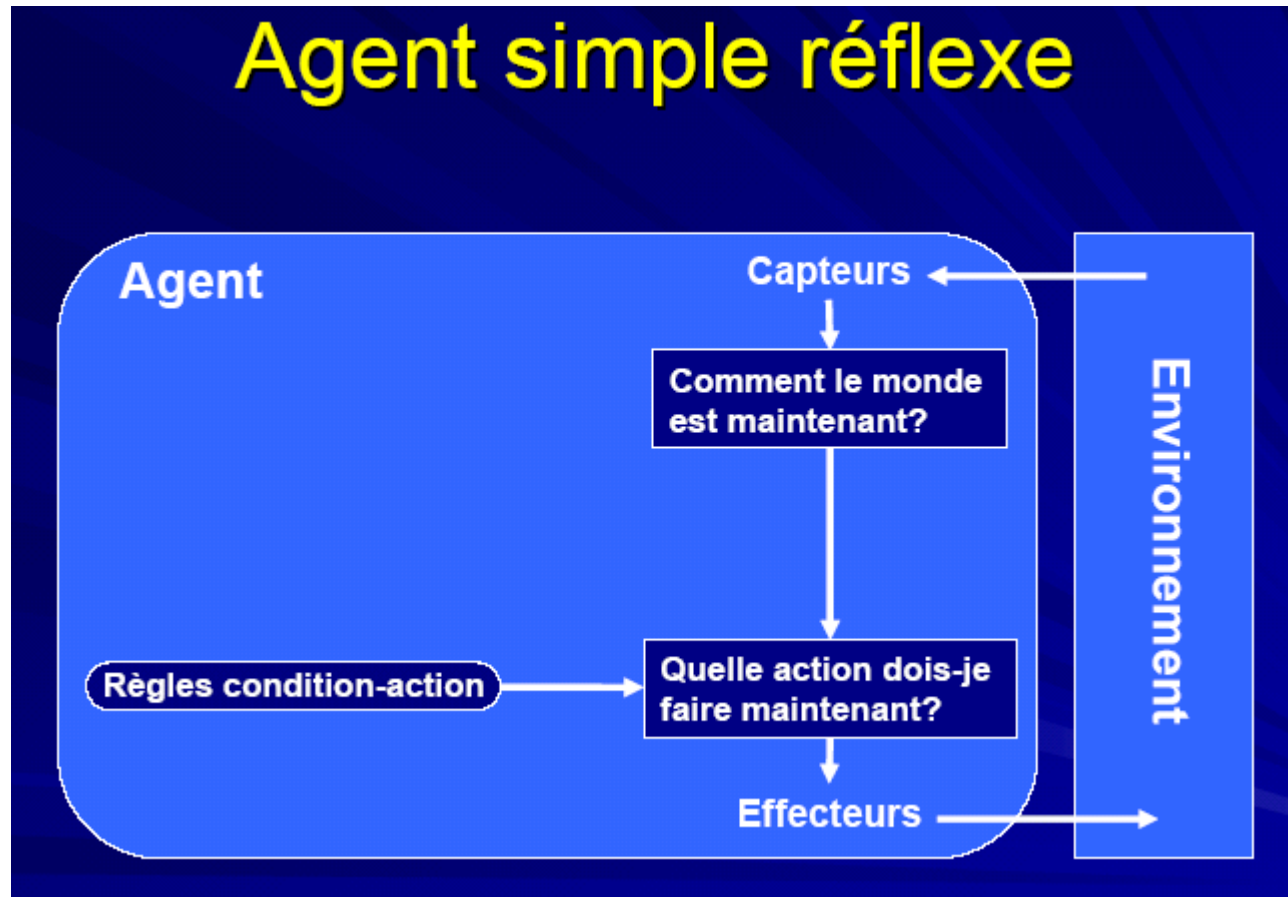 Agent simple réflexe
Agent
Capteurs
Comment le monde
est maintenant?
Environnement
Règles condition-action
Quelle action dois-je
faire maintenant?
Effecteurs